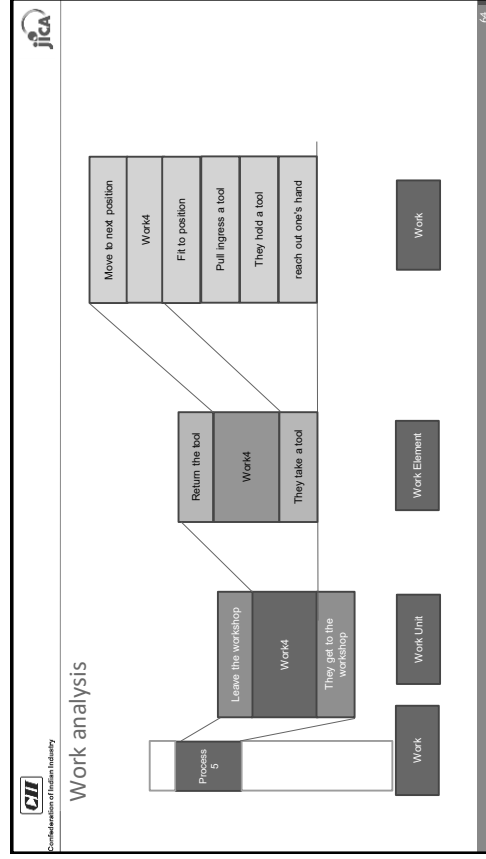 CII
Confederation of Indian Industry
jicA
Work analysis
Process
5
Leave the workshop
Work4
They get to the
workshop
Return the tool
Work4
They take a tool
Move to next position
Work4
Fit to position
Pull ingress a tool
They hold a tool
reach out one's hand
Work
Work Unit
Work Element
Work
64